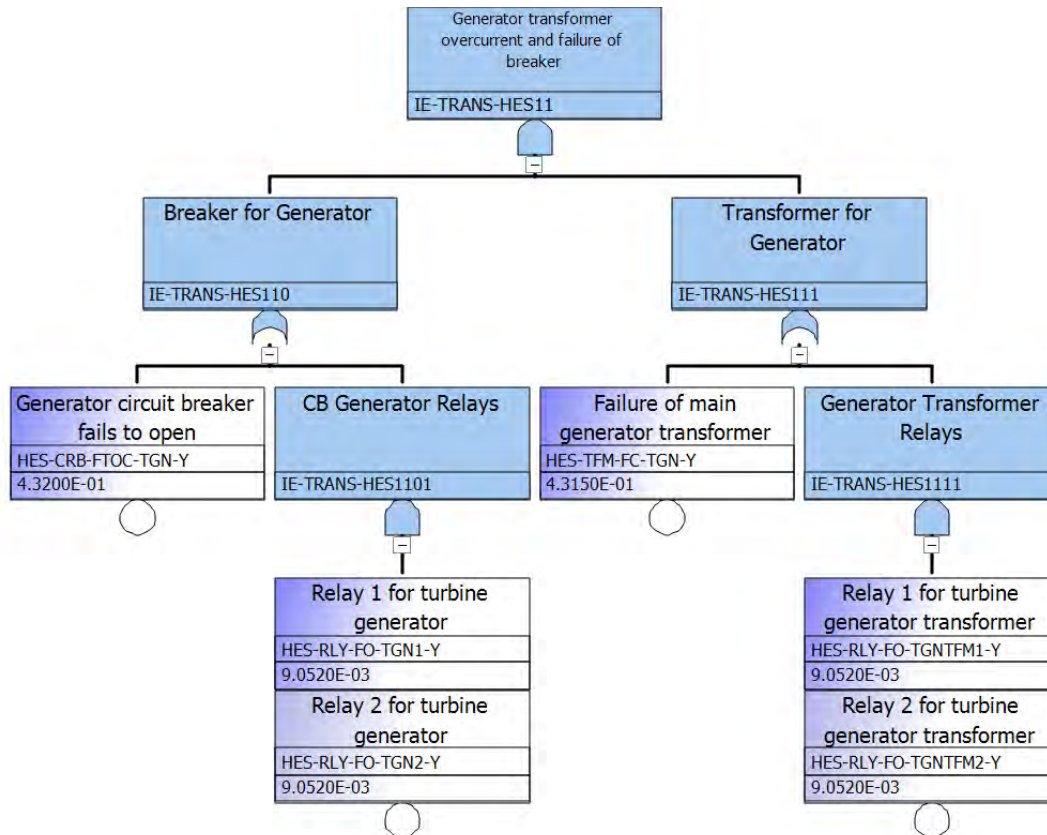 Generator transformer
overcurrent and failure of
breaker
IE-TRANS-HES11
Breaker for Generator
IE-TRANS-HES110
Transformer for
Generator
IE-TRANS-HES111
Generator circuit breaker
fails to open
HES-CRB-FTOC-TGN-Y
4.3200E-01
CB Generator Relays
IE-TRANS-HES1101
Failure of main
generator transformer
HES-TFM-FC-TGN-Y
4.3150E-01
Generator Transformer
Relays
IE-TRANS-HES1111
Relay 1 for turbine
generator
HES-RLY-FO-TGN1-Y
9.0520E-03
Relay 2 for turbine
generator
HES-RLY-FO-TGN2-Y
9.0520E-03
Relay 1 for turbine
generator transformer
HES-RLY-FO-TGNTFM1-Y
9.0520E-03
Relay 2 for turbine
generator transformer
HES-RLY-FO-TGNTFM2-Y
9.0520E-03